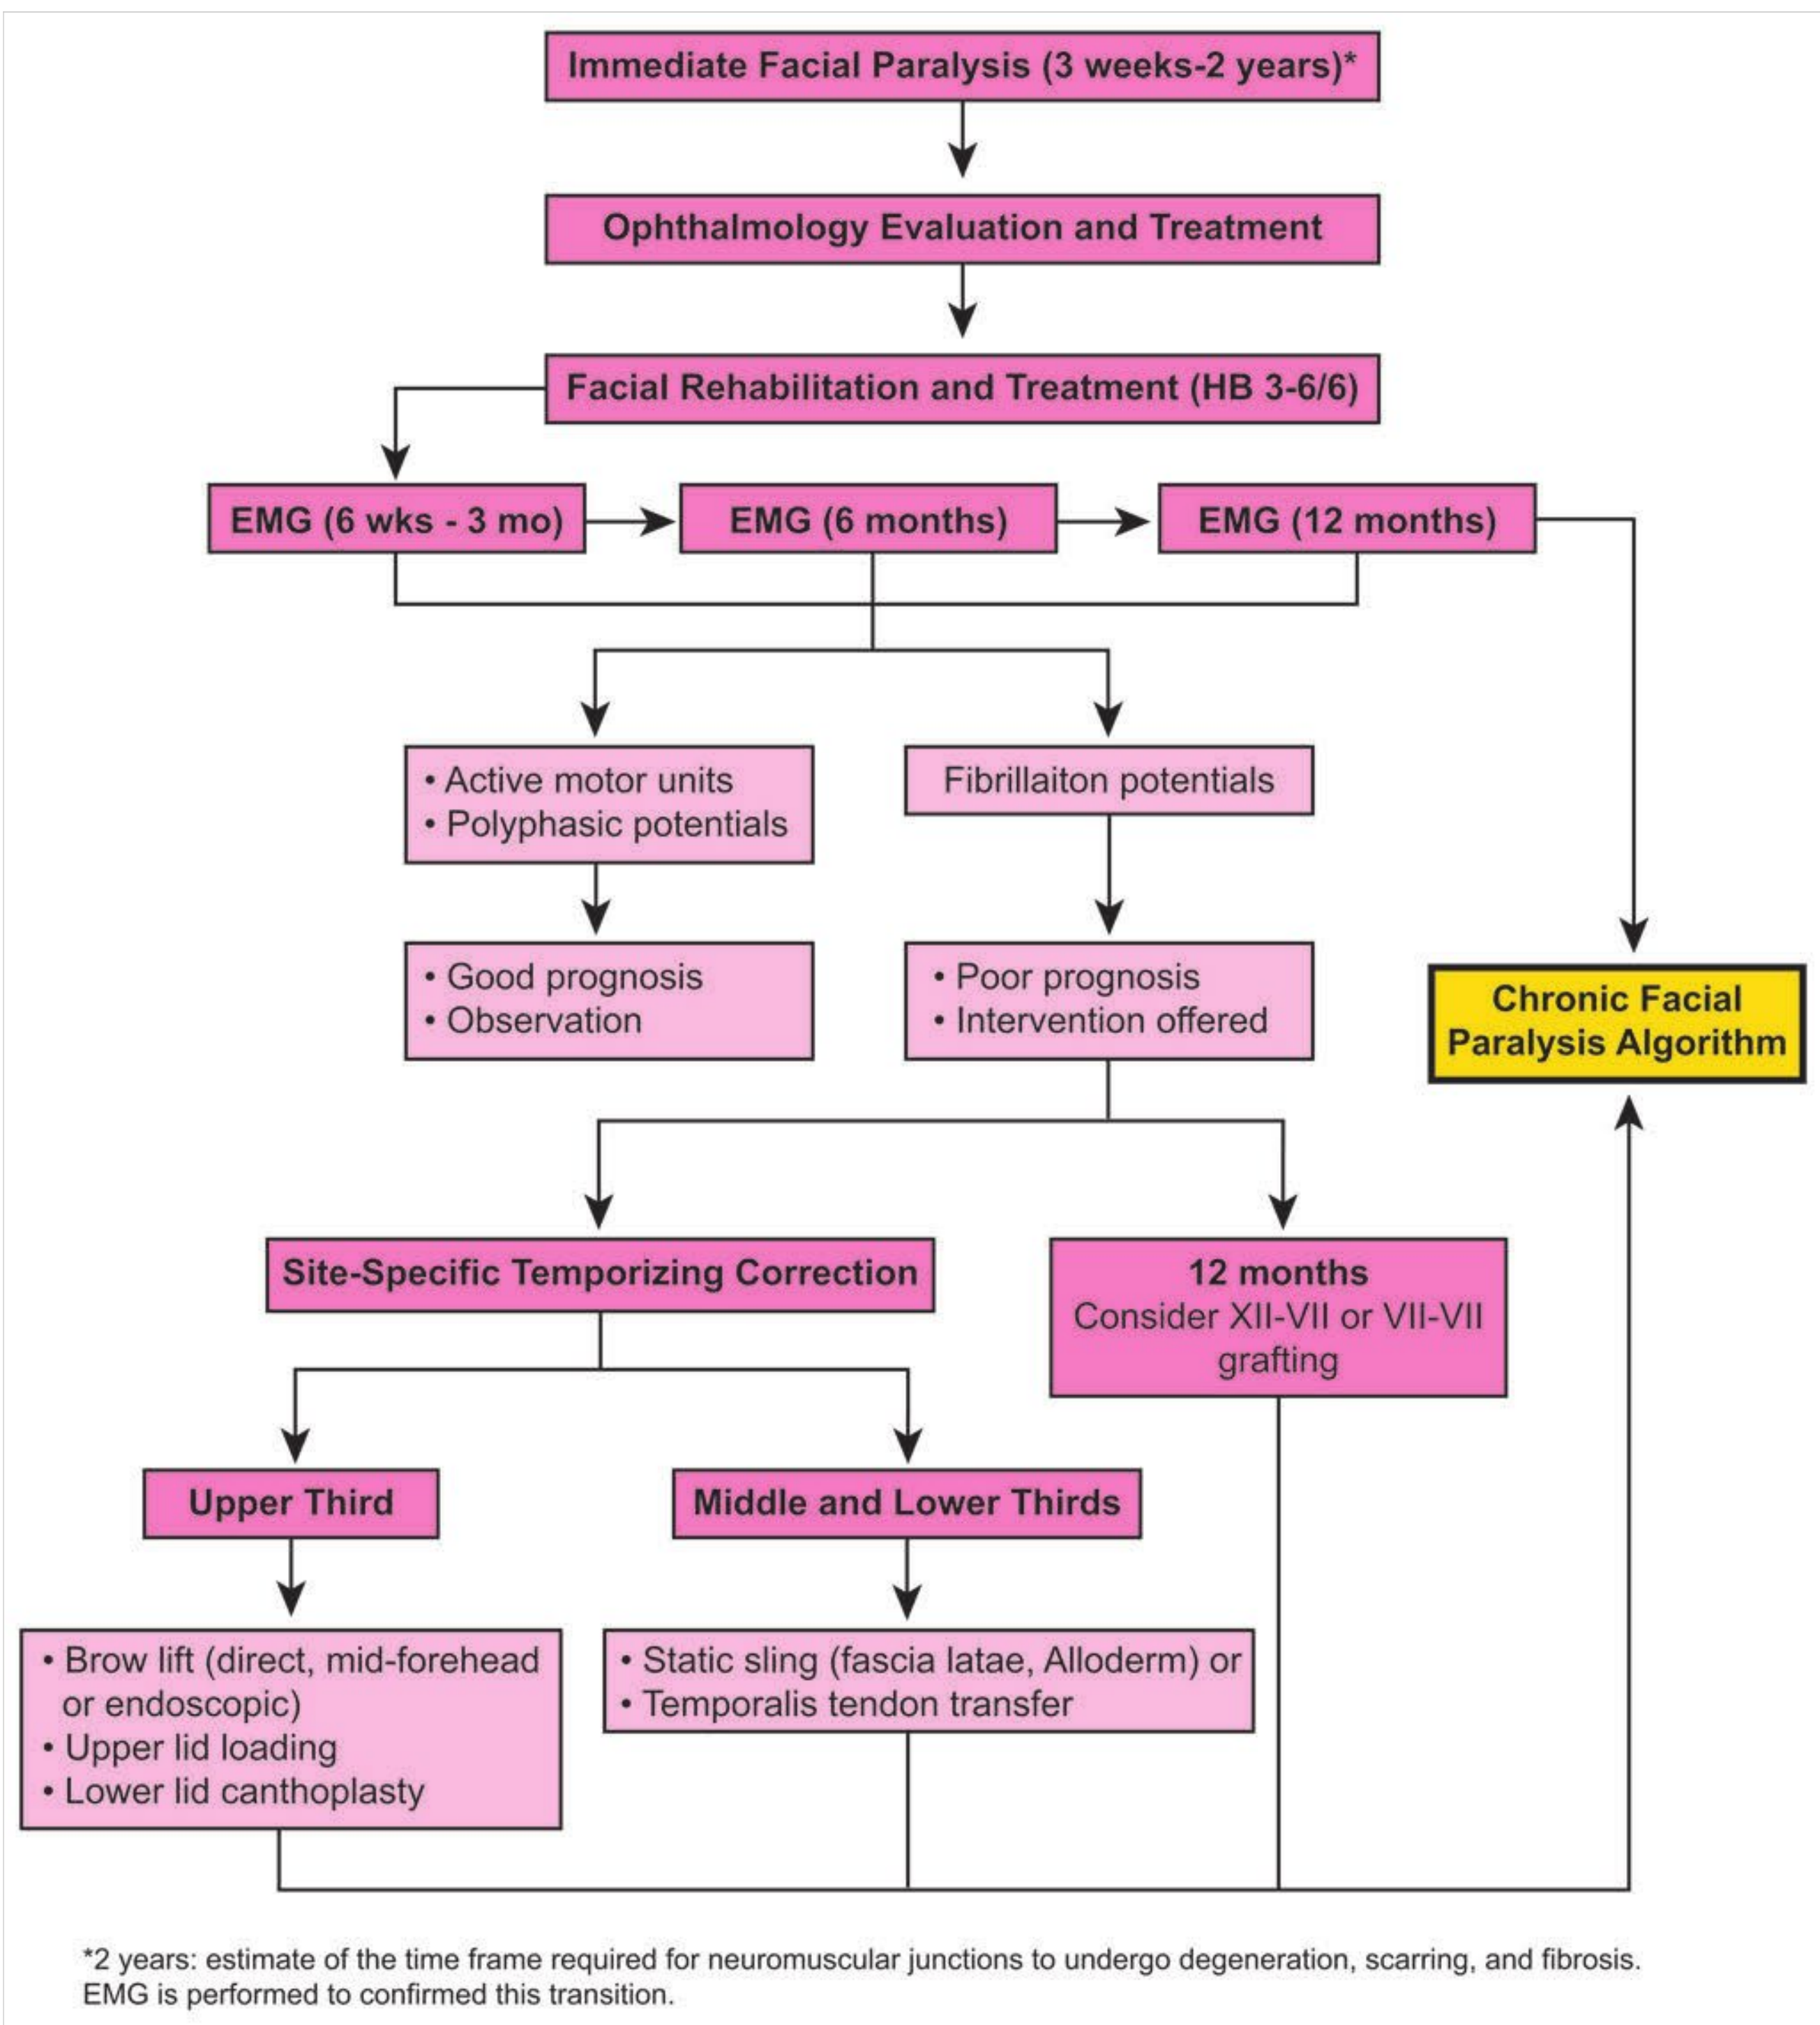 Immediate Facial Paralysis (3 weeks-2 years)*
Ophthalmology Evaluation and Treatment
Facial Rehabilitation and Treatment (HB 3-6/6)
EMG (6 wks - 3 mo)
EMG (6 months)
EMG (12 months)
• Active motor units
• Polyphasic potentials
Fibrillaiton potentials
• Good prognosis
• Observation
• Poor prognosis
• Intervention offered
Chronic Facial
Paralysis Algorithm
Site-Specific Temporizing Correction
12 months
Consider XII-VII or VII-VII
grafting
Upper Third
Middle and Lower Thirds
• Brow lift (direct, mid-forehead
or endoscopic)
• Upper lid loading
• Lower lid canthoplasty
• Static sling (fascia latae, Alloderm) or
• Temporalis tendon transfer
*2 years: estimate of the time frame required for neuromuscular junctions to undergo degeneration, scarring, and fibrosis.
EMG is performed to confirmed this transition.